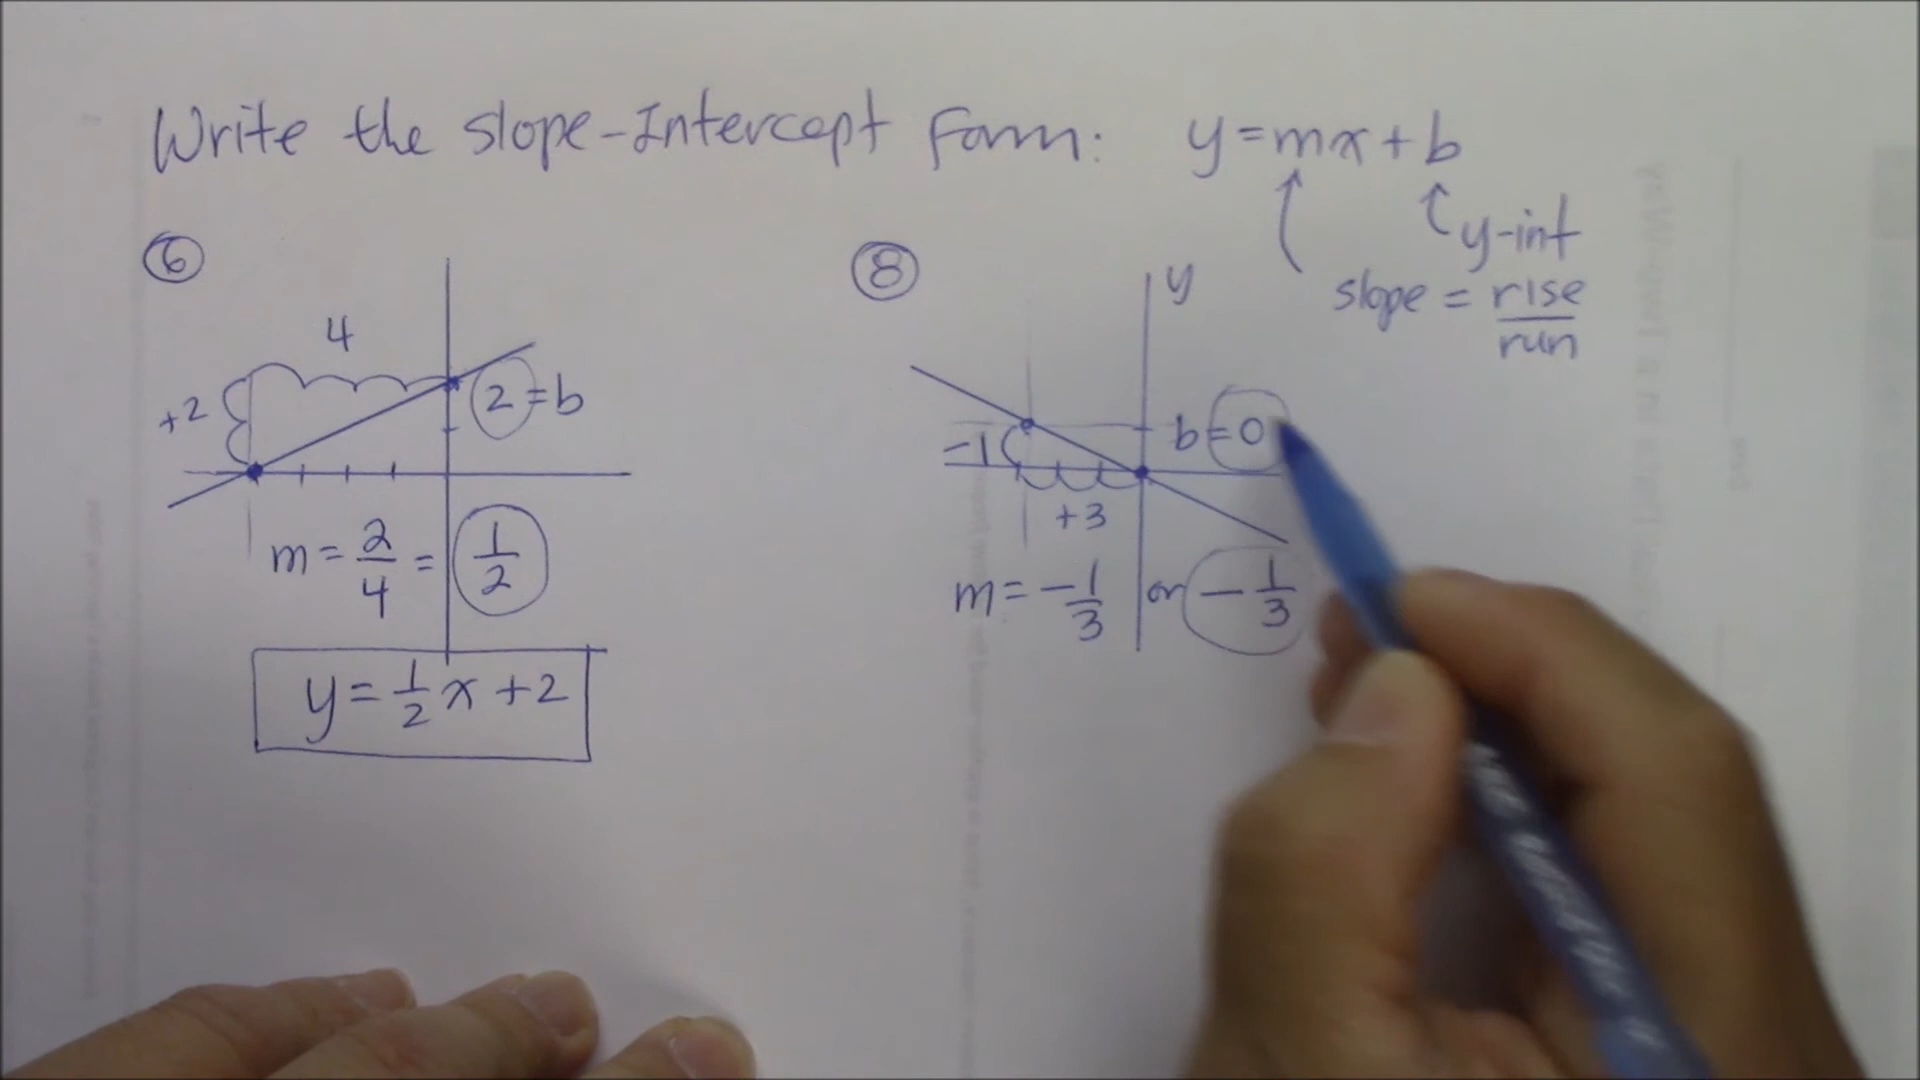 Write the slope-Intercept Form: y=mx+b
y-int
slope = rise/run
6
4
+2
2=b
m=2/4=1/2
y=1/2x+2
8
y
b=0
-1
+3
m=-1/3 or -1/3